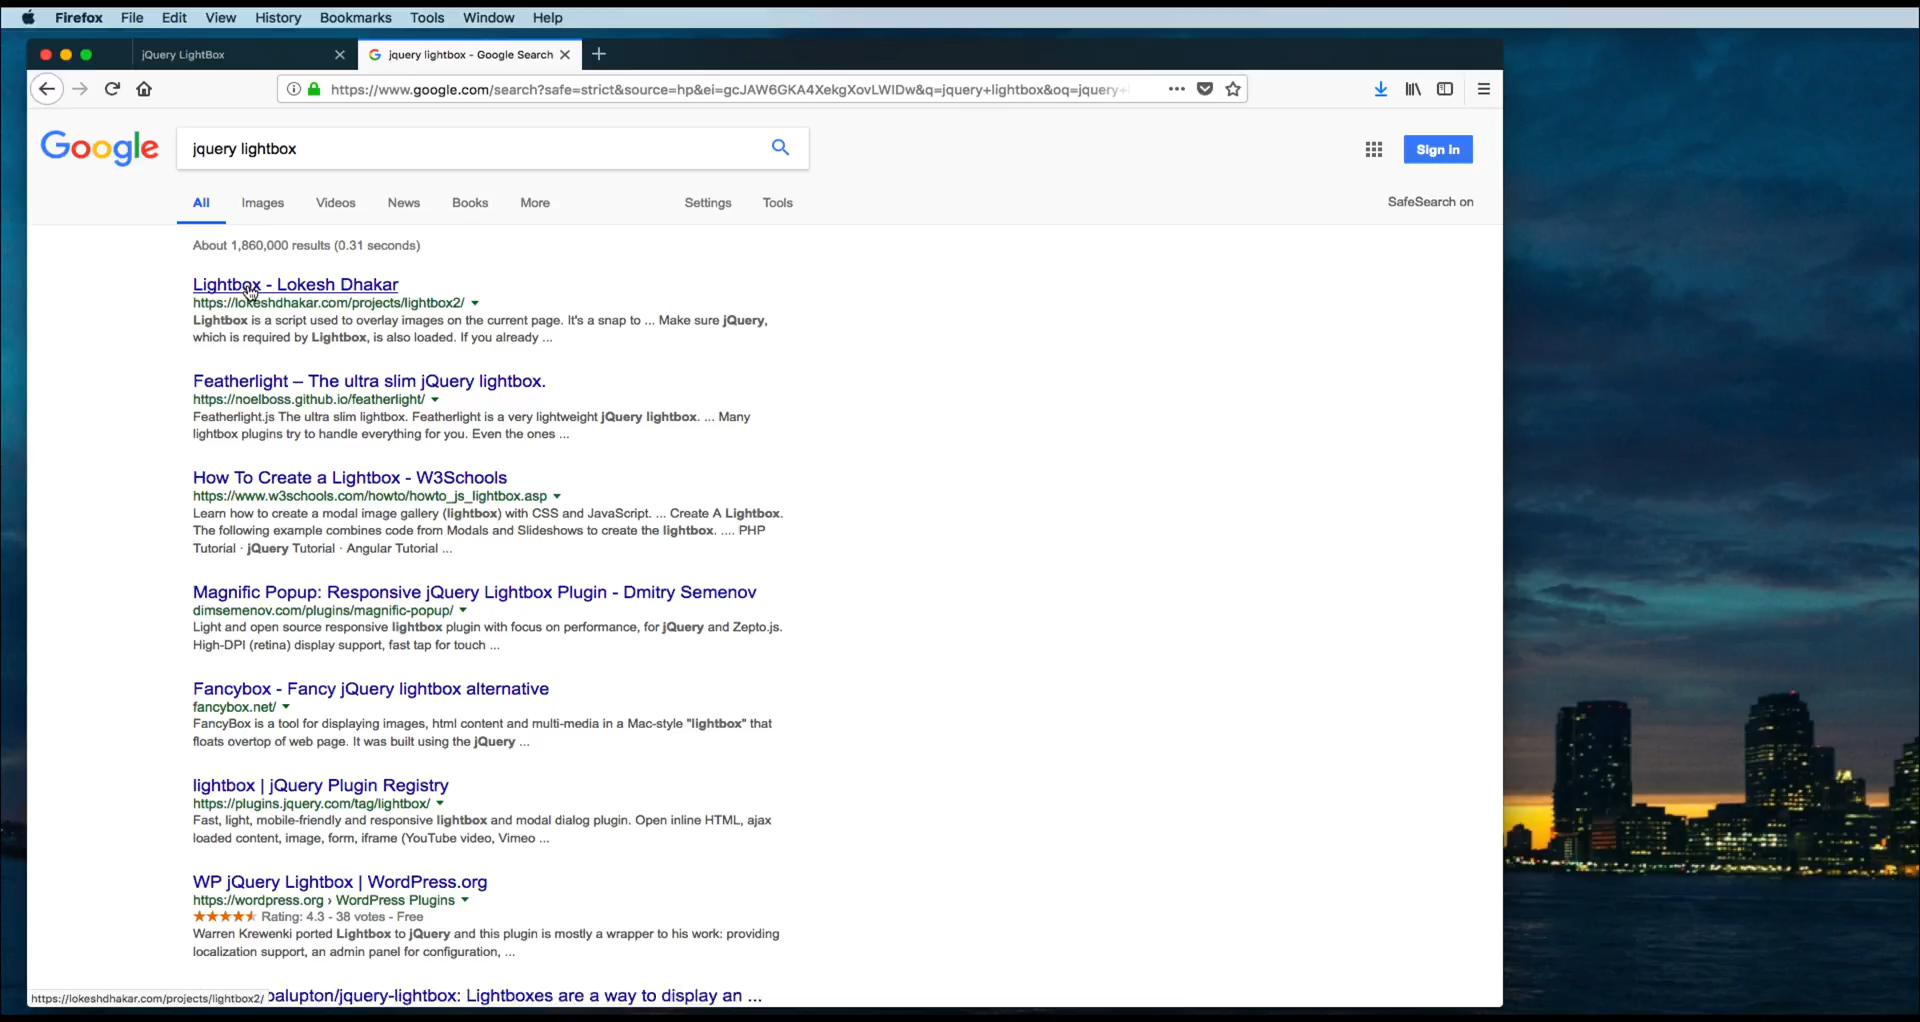 Firefox File Edit View History Bookmarks Tools Window Help
jQuery LightBox
jquery lightbox - Google Search
https://www.google.com/search?safe=strict&source=hp&ei=gcJAW6GKA4XekgXovLWIDw&q=jquery+lightbox&oq=jquery+
Google
jquery lightbox
Sign in
All Images Videos News Books More Settings Tools
SafeSearch on
About 1,860,000 results (0.31 seconds)
Lightbox - Lokesh Dhakar
https://lokeshdhakar.com/projects/lightbox2/
Lightbox is a script used to overlay images on the current page. It's a snap to ... Make sure jQuery,
which is required by Lightbox, is also loaded. If you already ...
Featherlight – The ultra slim jQuery lightbox.
https://noelboss.github.io/featherlight/
Featherlight.js The ultra slim lightbox. Featherlight is a very lightweight jQuery lightbox. ... Many
lightbox plugins try to handle everything for you. Even the ones ...
How To Create a Lightbox - W3Schools
https://www.w3schools.com/howto/howto_js_lightbox.asp
Learn how to create a modal image gallery (lightbox) with CSS and JavaScript. ... Create A Lightbox.
The following example combines code from Modals and Slideshows to create the lightbox. .... PHP
Tutorial · jQuery Tutorial · Angular Tutorial ...
Magnific Popup: Responsive jQuery Lightbox Plugin - Dmitry Semenov
dimsemenov.com/plugins/magnific-popup/
Light and open source responsive lightbox plugin with focus on performance, for jQuery and Zepto.js.
High-DPI (retina) display support, fast tap for touch ...
Fancybox - Fancy jQuery lightbox alternative
fancybox.net/
FancyBox is a tool for displaying images, html content and multi-media in a Mac-style "lightbox" that
floats overtop of web page. It was built using the jQuery ...
lightbox | jQuery Plugin Registry
https://plugins.jquery.com/tag/lightbox/
Fast, light, mobile-friendly and responsive lightbox and modal dialog plugin. Open inline HTML, ajax
loaded content, image, form, iframe (YouTube video, Vimeo ...
WP jQuery Lightbox | WordPress.org
https://wordpress.org › WordPress Plugins
Rating: 4.3 - 38 votes - Free
Warren Krewenki ported Lightbox to jQuery and this plugin is mostly a wrapper to his work: providing
localization support, an admin panel for configuration, ...
balupton/jquery-lightbox: Lightboxes are a way to display an ...
https://lokeshdhakar.com/projects/lightbox2/